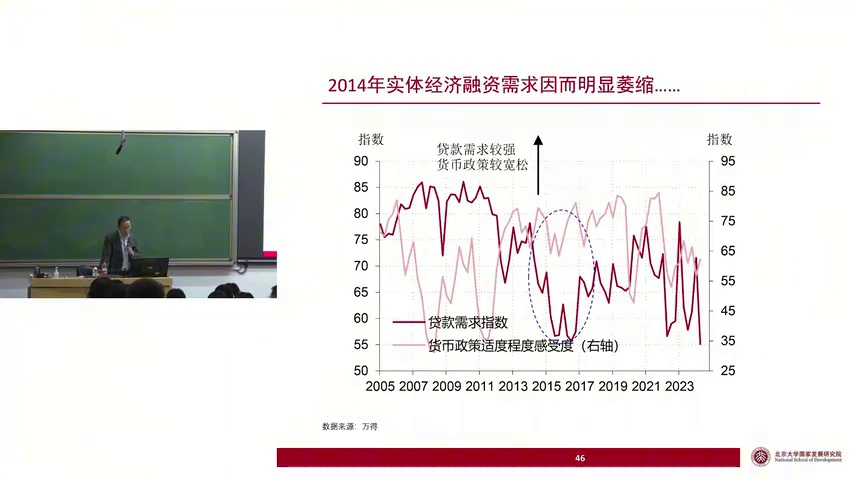 2014年实体经济融资需求因而明显萎缩……
指数
指数
贷款需求较强
货币政策较宽松
90
85
80
75
70
65
60
55
50
95
85
75
65
55
45
35
25
贷款需求指数
货币政策适度程度感受度（右轴）
2005 2007 2009 2011 2013 2015 2017 2019 2021 2023
数据来源：万得
46
北京大学国家发展研究院
National School of Development